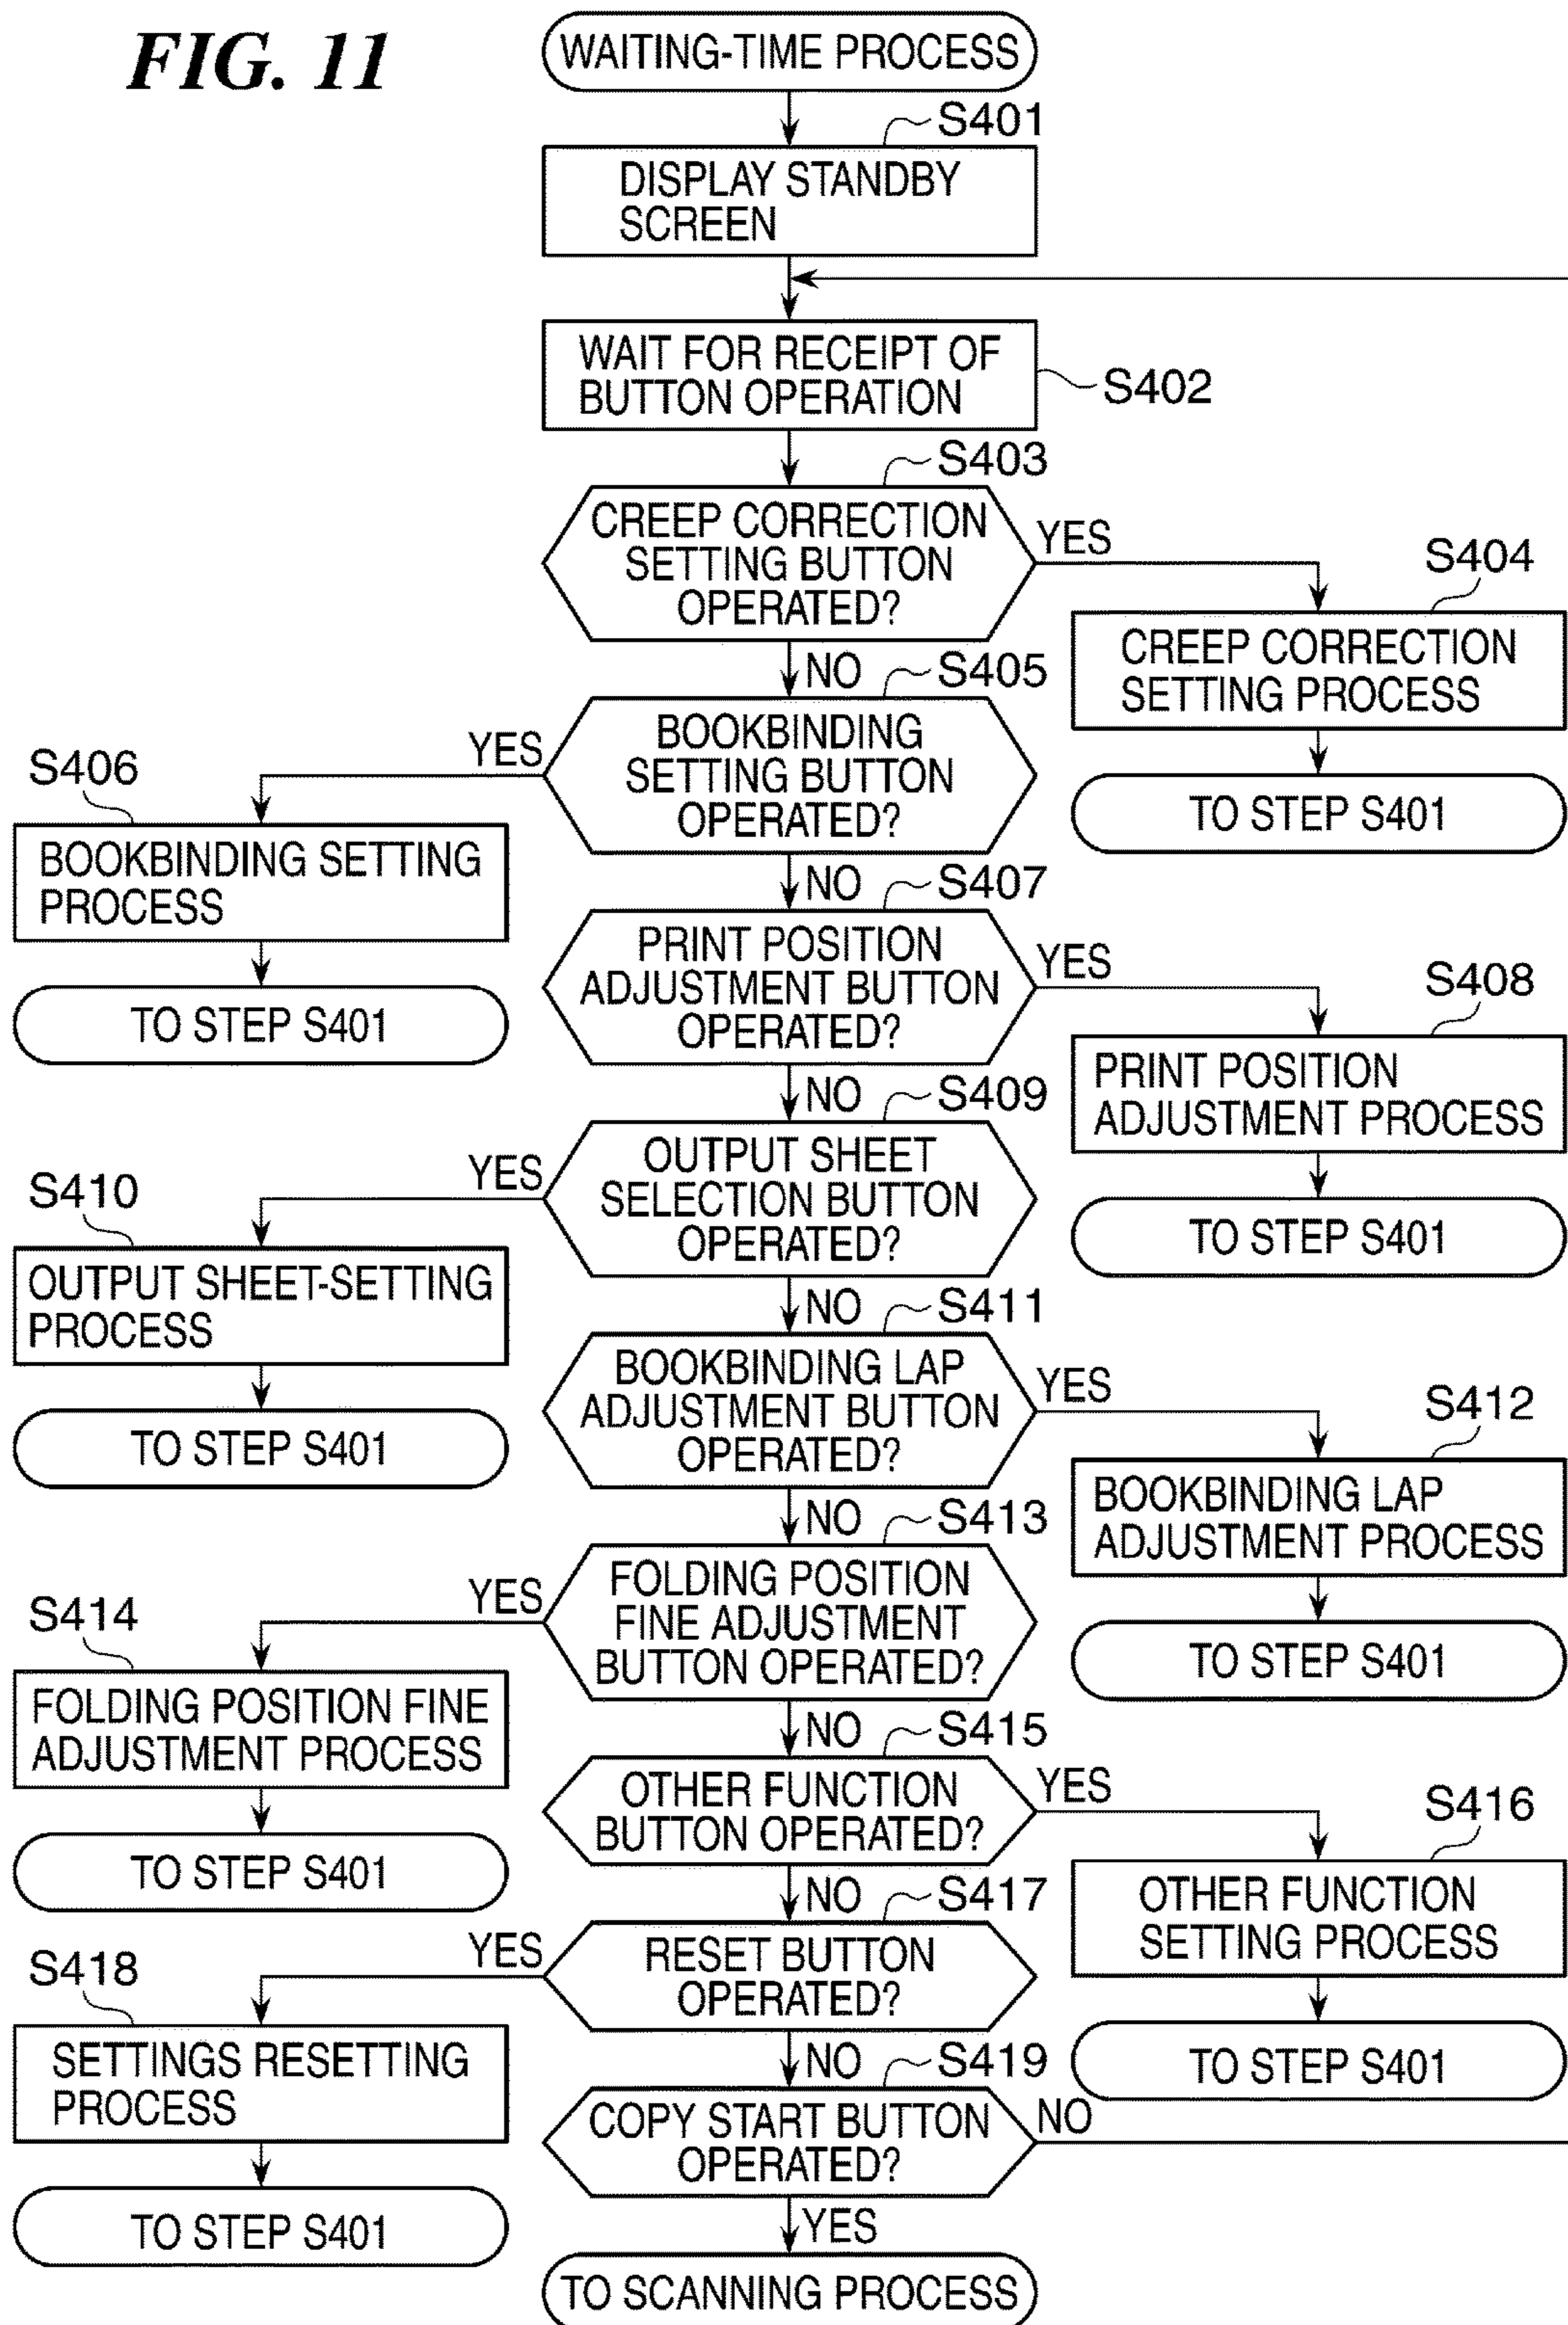 FIG. 11
WAITING-TIME PROCESS
S401
DISPLAY STANDBY
SCREEN
WAIT FOR RECEIPT OF
BUTTON OPERATION
S402
S403
CREEP CORRECTION
SETTING BUTTON
OPERATED?
YES
S404
CREEP CORRECTION
SETTING PROCESS
TO STEP S401
NO
S405
BOOKBINDING
SETTING BUTTON
OPERATED?
YES
S406
BOOKBINDING SETTING
PROCESS
TO STEP S401
NO
S407
PRINT POSITION
ADJUSTMENT BUTTON
OPERATED?
YES
S408
PRINT POSITION
ADJUSTMENT PROCESS
TO STEP S401
NO
S409
OUTPUT SHEET
SELECTION BUTTON
OPERATED?
YES
S410
OUTPUT SHEET-SETTING
PROCESS
TO STEP S401
NO
S411
BOOKBINDING LAP
ADJUSTMENT BUTTON
OPERATED?
YES
S412
BOOKBINDING LAP
ADJUSTMENT PROCESS
TO STEP S401
NO
S413
FOLDING POSITION
FINE ADJUSTMENT
BUTTON OPERATED?
YES
S414
FOLDING POSITION FINE
ADJUSTMENT PROCESS
TO STEP S401
NO
S415
OTHER FUNCTION
BUTTON OPERATED?
YES
S416
OTHER FUNCTION
SETTING PROCESS
TO STEP S401
NO
S417
RESET BUTTON
OPERATED?
YES
S418
SETTINGS RESETTING
PROCESS
TO STEP S401
NO
S419
COPY START BUTTON
OPERATED?
NO
YES
TO SCANNING PROCESS